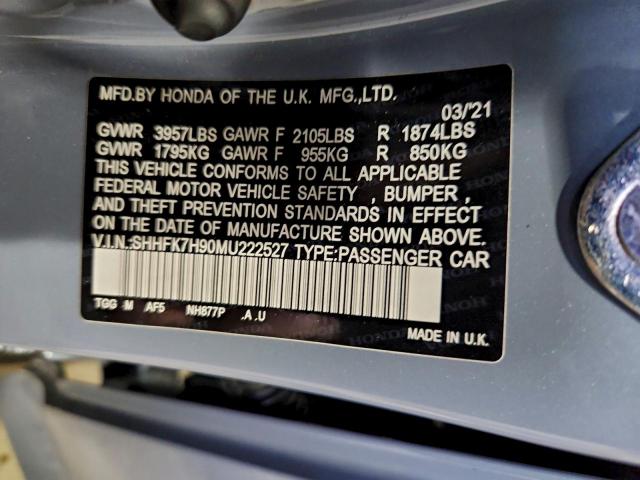 MFD.BY HONDA OF THE U.K. MFG.,LTD.
03/'21
GVWR 3957LBS GAWR F 2105LBS R 1874LBS
GVWR 1795KG GAWR F 955KG R 850KG
THIS VEHICLE CONFORMS TO ALL APPLICABLE
FEDERAL MOTOR VEHICLE SAFETY , BUMPER ,
AND THEFT PREVENTION STANDARDS IN EFFECT
ON THE DATE OF MANUFACTURE SHOWN ABOVE.
V.I.N.:SHHFK7H90MU222527 TYPE:PASSENGER CAR
TGG M AF5 NH877P .A .U
MADE IN U.K.